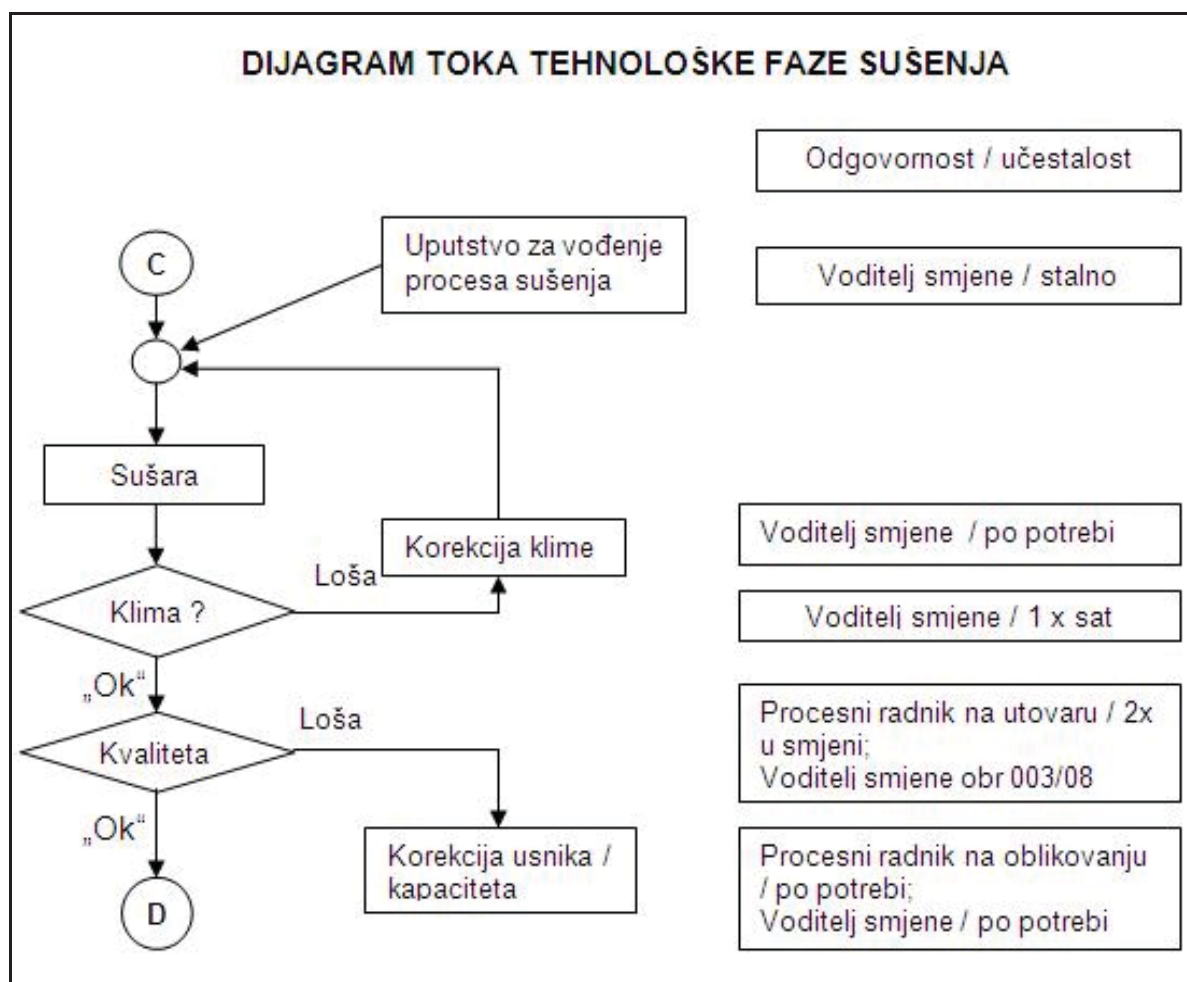 DIJAGRAM TOKA TEHNOLOŠKE FAZE SUŠENJA
Odgovornost / učestalost
C
Uputstvo za vođenje
procesa sušenja
Voditelj smjene / stalno
Sušara
Korekcija klime
Voditelj smjene / po potrebi
Loša
Klima ?
Voditelj smjene / 1 x sat
„Ok“
Loša
Kvaliteta
Procesni radnik na utovaru / 2x
u smjeni;
Voditelj smjene obr 003/08
„Ok“
Korekcija usnika /
kapaciteta
Procesni radnik na oblikovanju
/ po potrebi;
Voditelj smjene / po potrebi
D